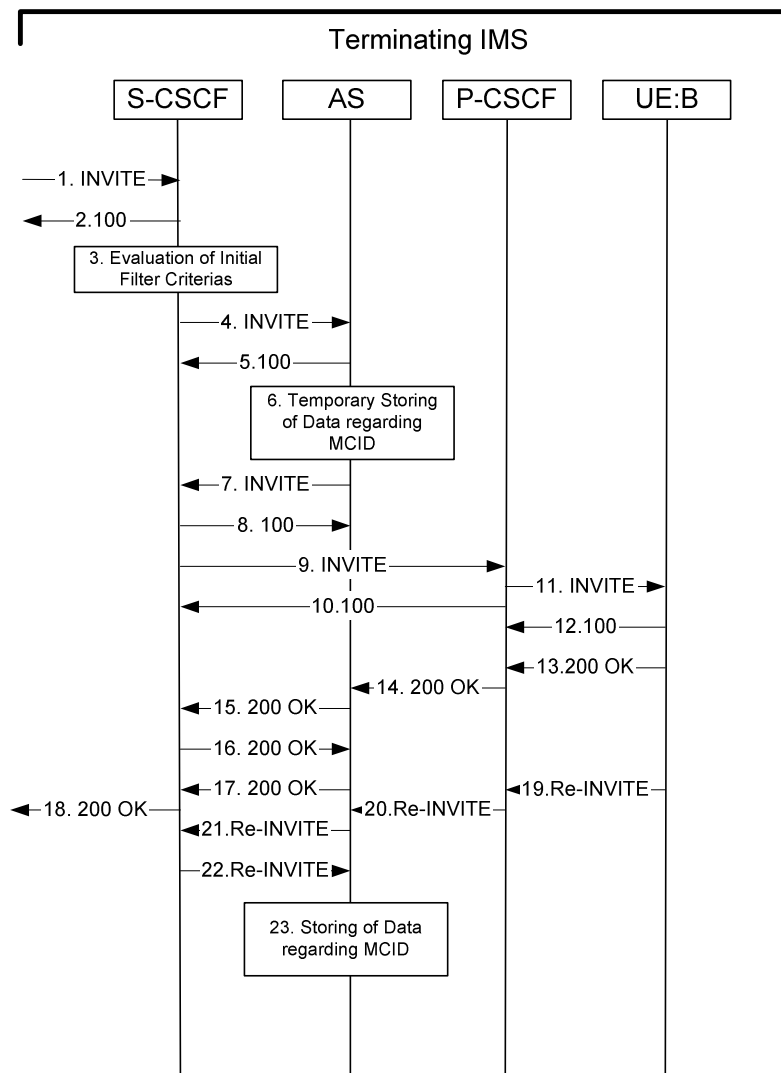 Terminating IMS
S-CSCF
AS
P-CSCF
UE:B
1. INVITE
2.100
3. Evaluation of Initial
Filter Criterias
4. INVITE
5.100
6. Temporary Storing
of Data regarding
MCID
7. INVITE
8. 100
9. INVITE
11. INVITE
10.100
12.100
13.200 OK
14. 200 OK
15. 200 OK
16. 200 OK
17. 200 OK
19.Re-INVITE
18. 200 OK
20.Re-INVITE
21.Re-INVITE
22.Re-INVITE
23. Storing of Data
regarding MCID